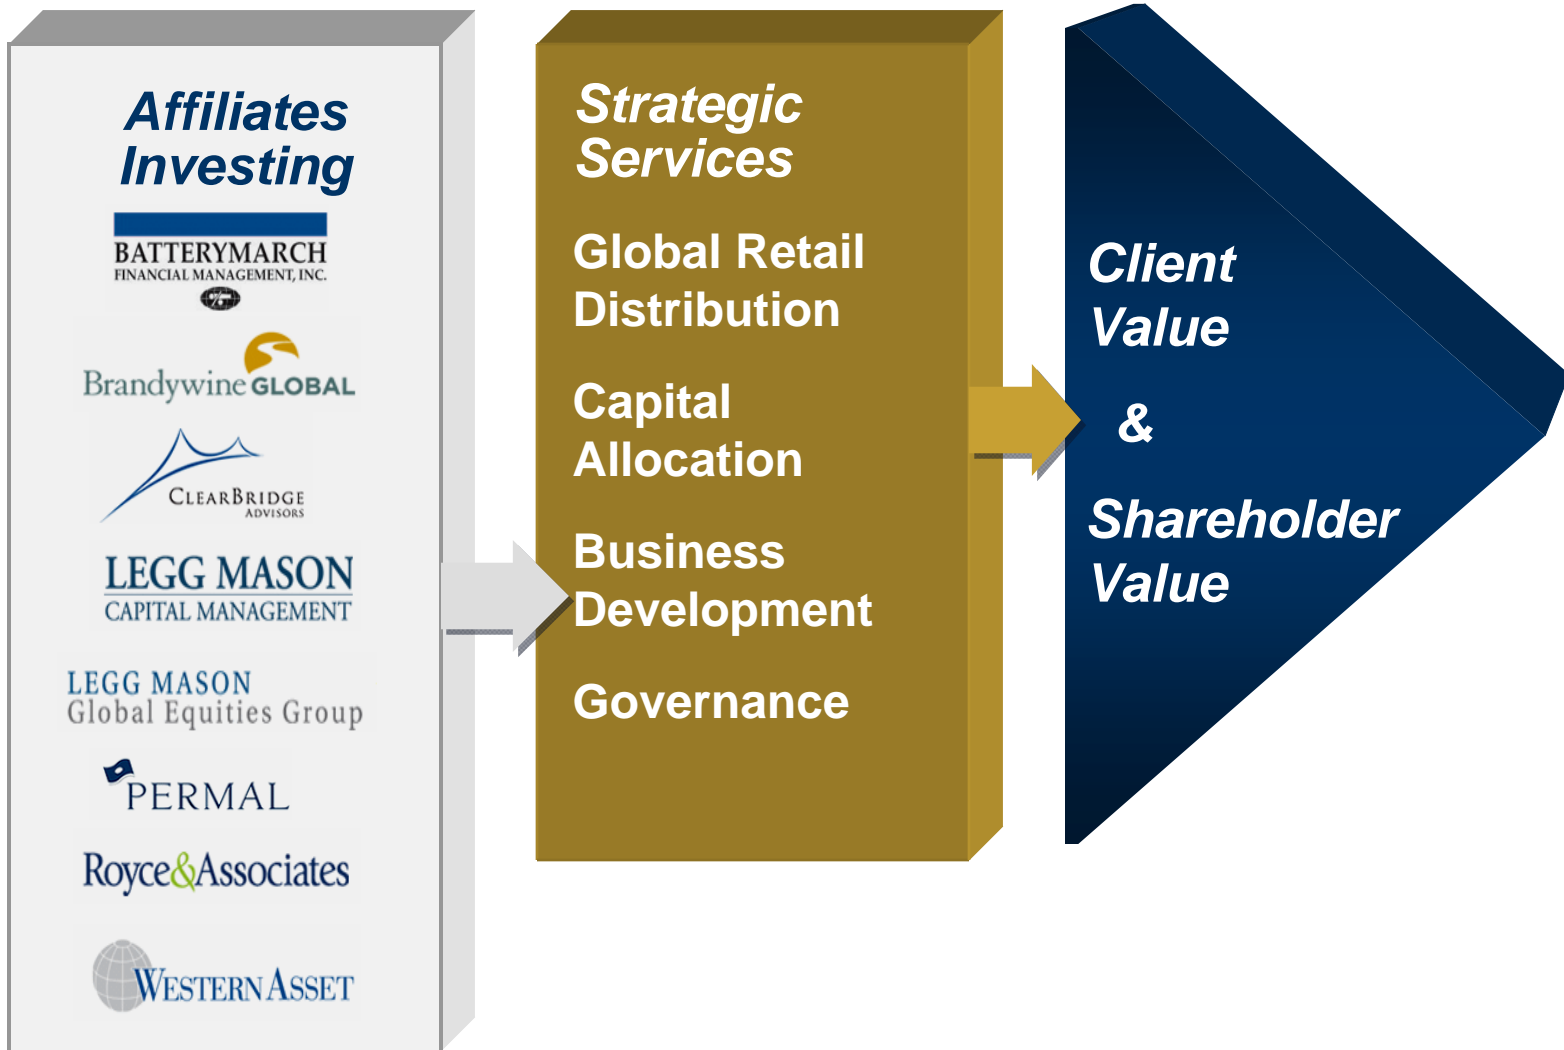 Affiliates
Investing
BATTERYMARCH
FINANCIAL MANAGEMENT, INC.
Brandywine GLOBAL
CLEARBRIDGE
ADVISORS
LEGG MASON
CAPITAL MANAGEMENT
LEGG MASON
Global Equities Group
PERMAL
Royce&Associates
WESTERN ASSET
Strategic
Services
Global Retail
Distribution
Capital
Allocation
Business
Development
Governance
Client
Value
&
Shareholder
Value